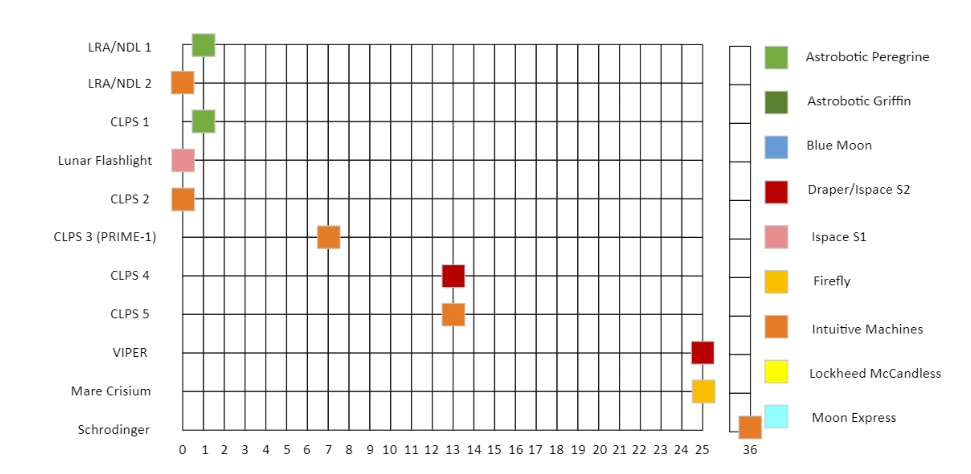 LRA/NDL 1
LRA/NDL 2
CLPS 1
Lunar Flashlight
CLPS 2
CLPS 3 (PRIME-1)
CLPS 4
CLPS 5
VIPER
Mare Crisium
Schrodinger
0 1 2 3 4 5 6 7 8 9 10 11 12 13 14 15 16 17 18 19 20 21 22 23 24 25 36
Astrobotic Peregrine
Astrobotic Griffin
Blue Moon
Draper/Ispace S2
Ispace S1
Firefly
Intuitive Machines
Lockheed McCandless
Moon Express